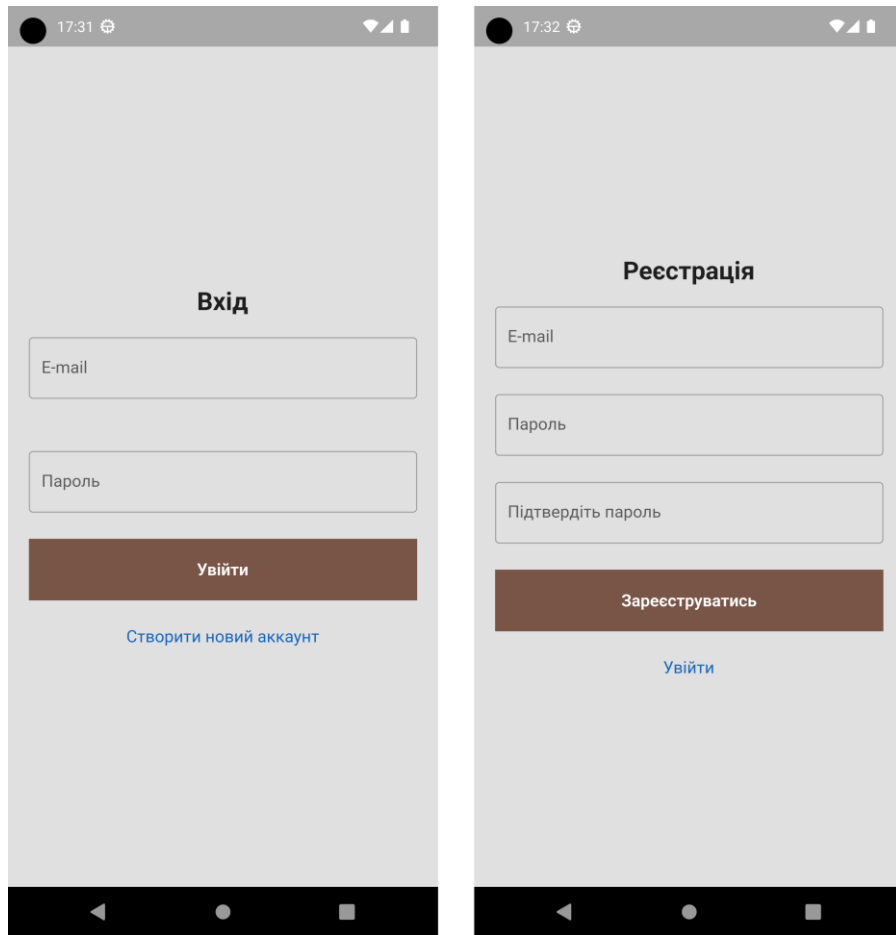 17:31
Вхід
E-mail
Пароль
Увійти
Створити новий аккаунт
17:32
Реєстрація
E-mail
Пароль
Підтвердіть пароль
Зареєструватись
Увійти